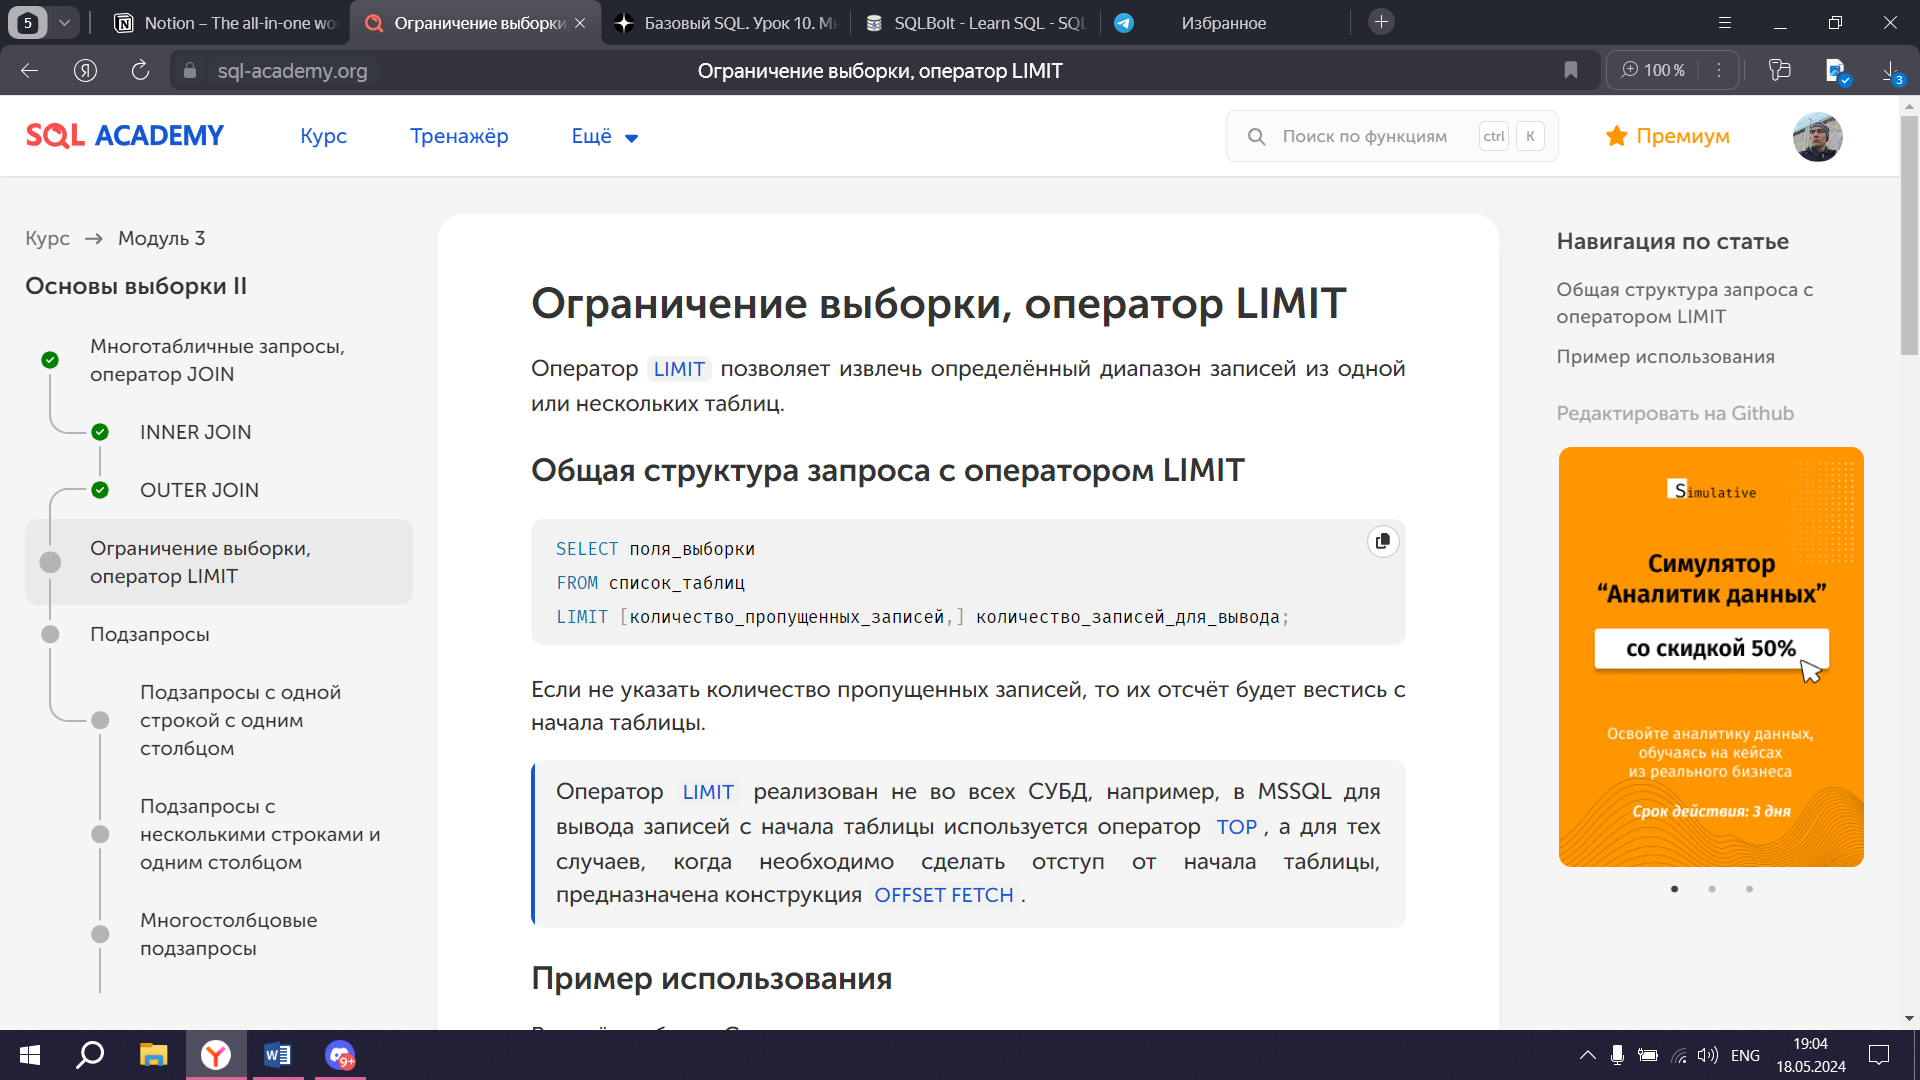 5
Notion – The all-in-one wo
Ограничение выборки,
Базовый SQL. Урок 10. М
SQLBolt - Learn SQL - SQL
Избранное
sql-academy.org
Ограничение выборки, оператор LIMIT
100 %
3
SQL ACADEMY
Курс
Тренажёр
Ещё
Поиск по функциям
ctrl
K
Премиум
Курс → Модуль 3
Основы выборки II
Многотабличные запросы,
оператор JOIN
INNER JOIN
OUTER JOIN
Ограничение выборки,
оператор LIMIT
Подзапросы
Подзапросы с одной
строкой с одним
столбцом
Подзапросы с
несколькими строками и
одним столбцом
Многостолбцовые
подзапросы
Ограничение выборки, оператор LIMIT
Оператор LIMIT позволяет извлечь определённый диапазон записей из одной
или нескольких таблиц.
Общая структура запроса с оператором LIMIT
SELECT поля_выборки
FROM список_таблиц
LIMIT [количество_пропущенных_записей,] количество_записей_для_вывода;
Если не указать количество пропущенных записей, то их отсчёт будет вестись с
начала таблицы.
Оператор LIMIT реализован не во всех СУБД, например, в MSSQL для
вывода записей с начала таблицы используется оператор TOP, а для тех
случаев, когда необходимо сделать отступ от начала таблицы,
предназначена конструкция OFFSET FETCH.
Пример использования
Навигация по статье
Общая структура запроса с
оператором LIMIT
Пример использования
Редактировать на Github
Simulative
Симулятор
“Аналитик данных”
со скидкой 50%
Освойте аналитику данных,
обучаясь на кейсах
из реального бизнеса
Срок действия: 3 дня
9+
ENG
19:04
18.05.2024